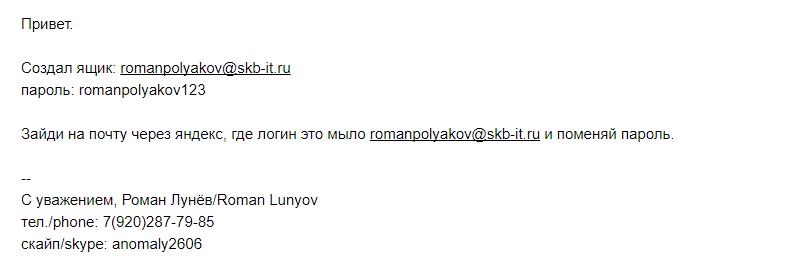 Привет.
Создал ящик: romanpolyakov@skb-it.ru
пароль: romanpolyakov123
Зайди на почту через яндекс, где логин это мыло romanpolyakov@skb-it.ru и поменяй пароль.
--
С уважением, Роман Лунёв/Roman Lunyov
тел./phone: 7(920)287-79-85
скайп/skype: anomaly2606